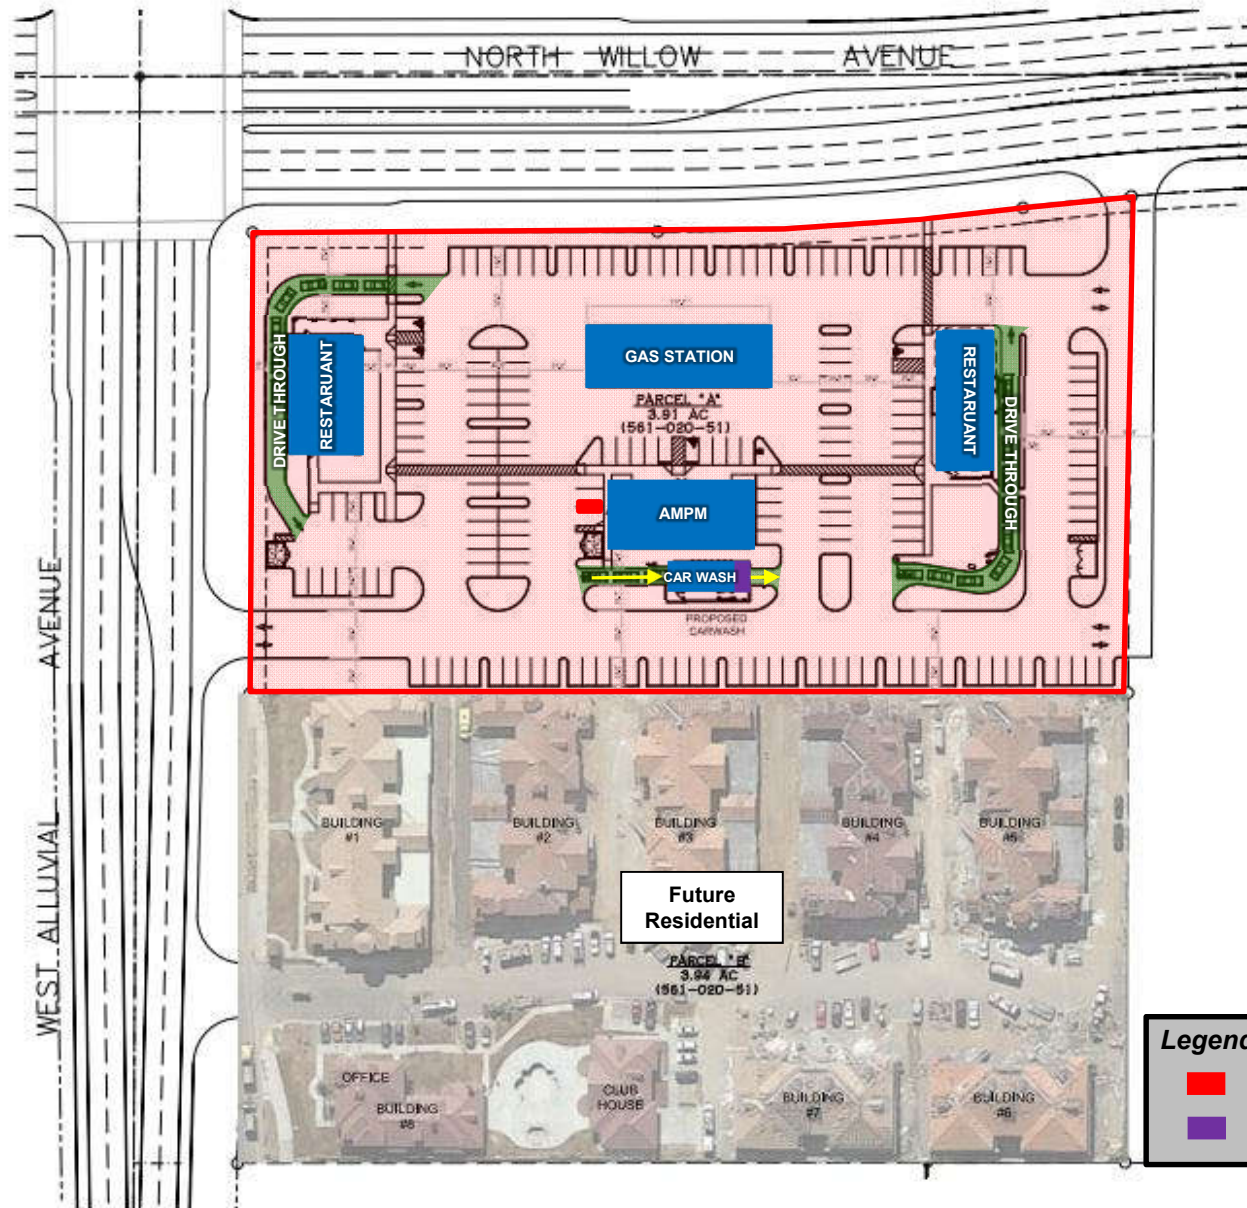 NORTH WILLOW AVENUE
GAS STATION
RESTARUANT
DRIVE THROUGH
RESTARUANT
DRIVE THROUGH
PARCEL "A"
3.91 AC
(561-020-51)
AMPM
CAR WASH
PROPOSED
CARWASH
WEST ALLUVIAL AVENUE
BUILDING
#1
BUILDING
#2
BUILDING
#3
BUILDING
#4
BUILDING
#5
Future
Residential
PARCEL "B"
3.94 AC
(561-020-51)
OFFICE
BUILDING
#8
CLUB
HOUSE
BUILDING
#7
BUILDING
#6
Legend